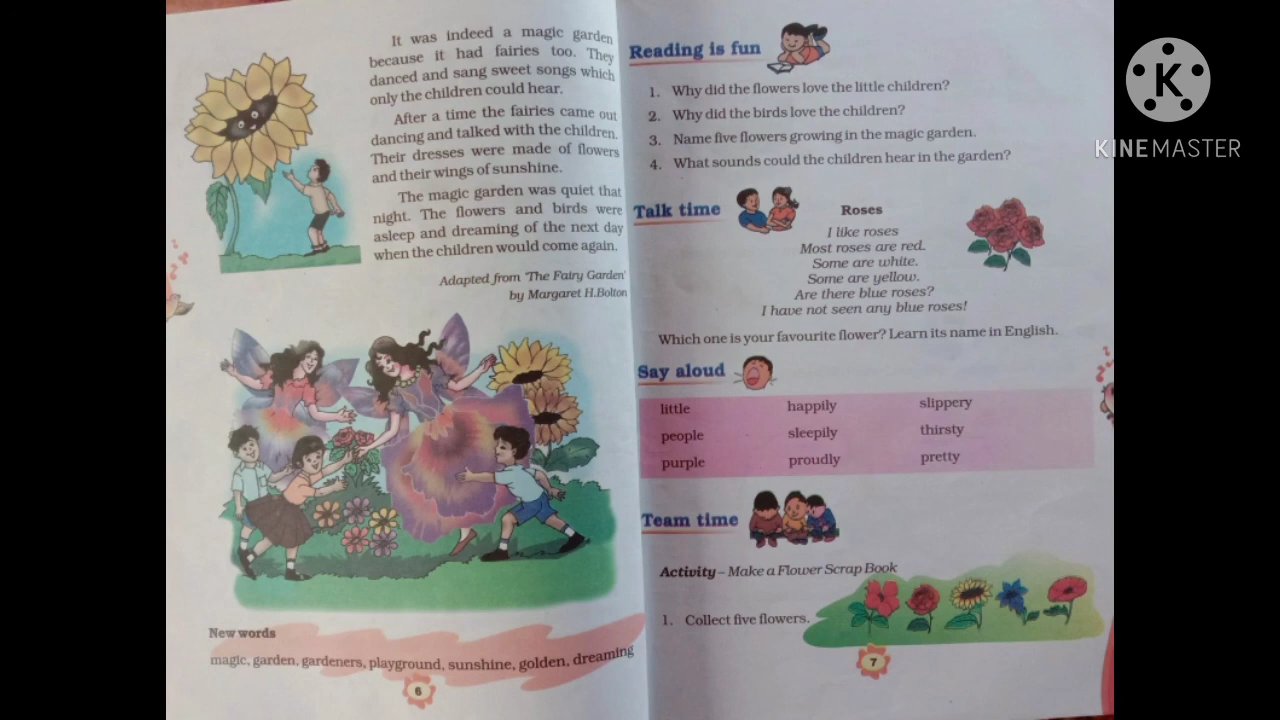 It was indeed a magic garden
because it had fairies too. They
danced and sang sweet songs which
only the children could hear.
After a time the fairies came out
dancing and talked with the children.
Their dresses were made of flowers
and their wings of sunshine.
The magic garden was quiet that
night. The flowers and birds were
asleep and dreaming of the next day
when the children would come again.
Adapted from 'The Fairy Garden'
by Margaret H.Bolton
New words
magic, garden, gardeners, playground, sunshine, golden, dreaming
6
Reading is fun
1. Why did the flowers love the little children?
2. Why did the birds love the children?
3. Name five flowers growing in the magic garden.
4. What sounds could the children hear in the garden?
Talk time
Roses
I like roses
Most roses are red.
Some are white.
Some are yellow.
Are there blue roses?
I have not seen any blue roses!
Which one is your favourite flower? Learn its name in English.
Say aloud
little happily slippery
people sleepily thirsty
purple proudly pretty
Team time
Activity – Make a Flower Scrap Book
1. Collect five flowers.
7
K
KINEMASTER